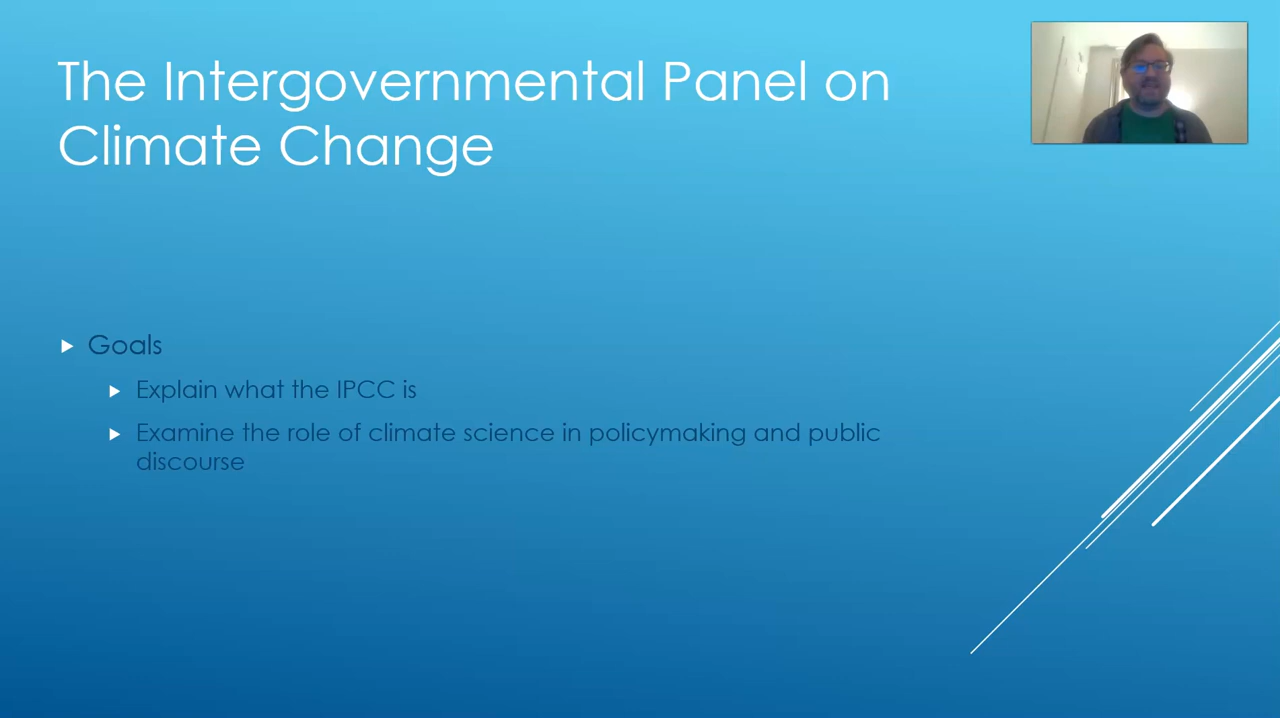 The Intergovernmental Panel on
Climate Change
Goals
Explain what the IPCC is
Examine the role of climate science in policymaking and public
discourse